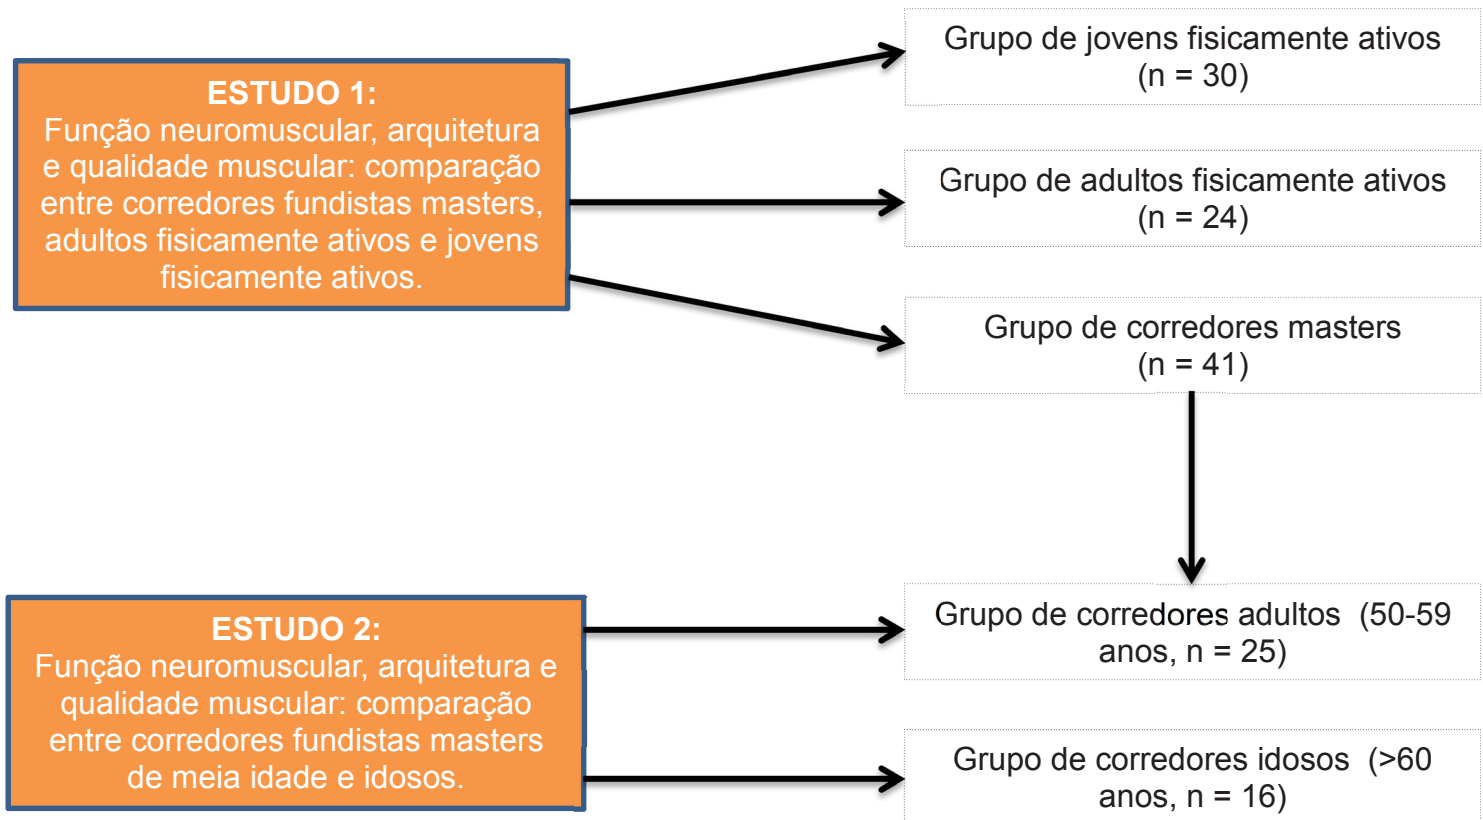 ESTUDO 1:
Função neuromuscular, arquitetura
e qualidade muscular: comparação
entre corredores fundistas masters,
adultos fisicamente ativos e jovens
fisicamente ativos.
Grupo de jovens fisicamente ativos
(n = 30)
Grupo de adultos fisicamente ativos
(n = 24)
Grupo de corredores masters
(n = 41)
ESTUDO 2:
Função neuromuscular, arquitetura e
qualidade muscular: comparação
entre corredores fundistas masters
de meia idade e idosos.
Grupo de corredores adultos (50-59
anos, n = 25)
Grupo de corredores idosos (>60
anos, n = 16)